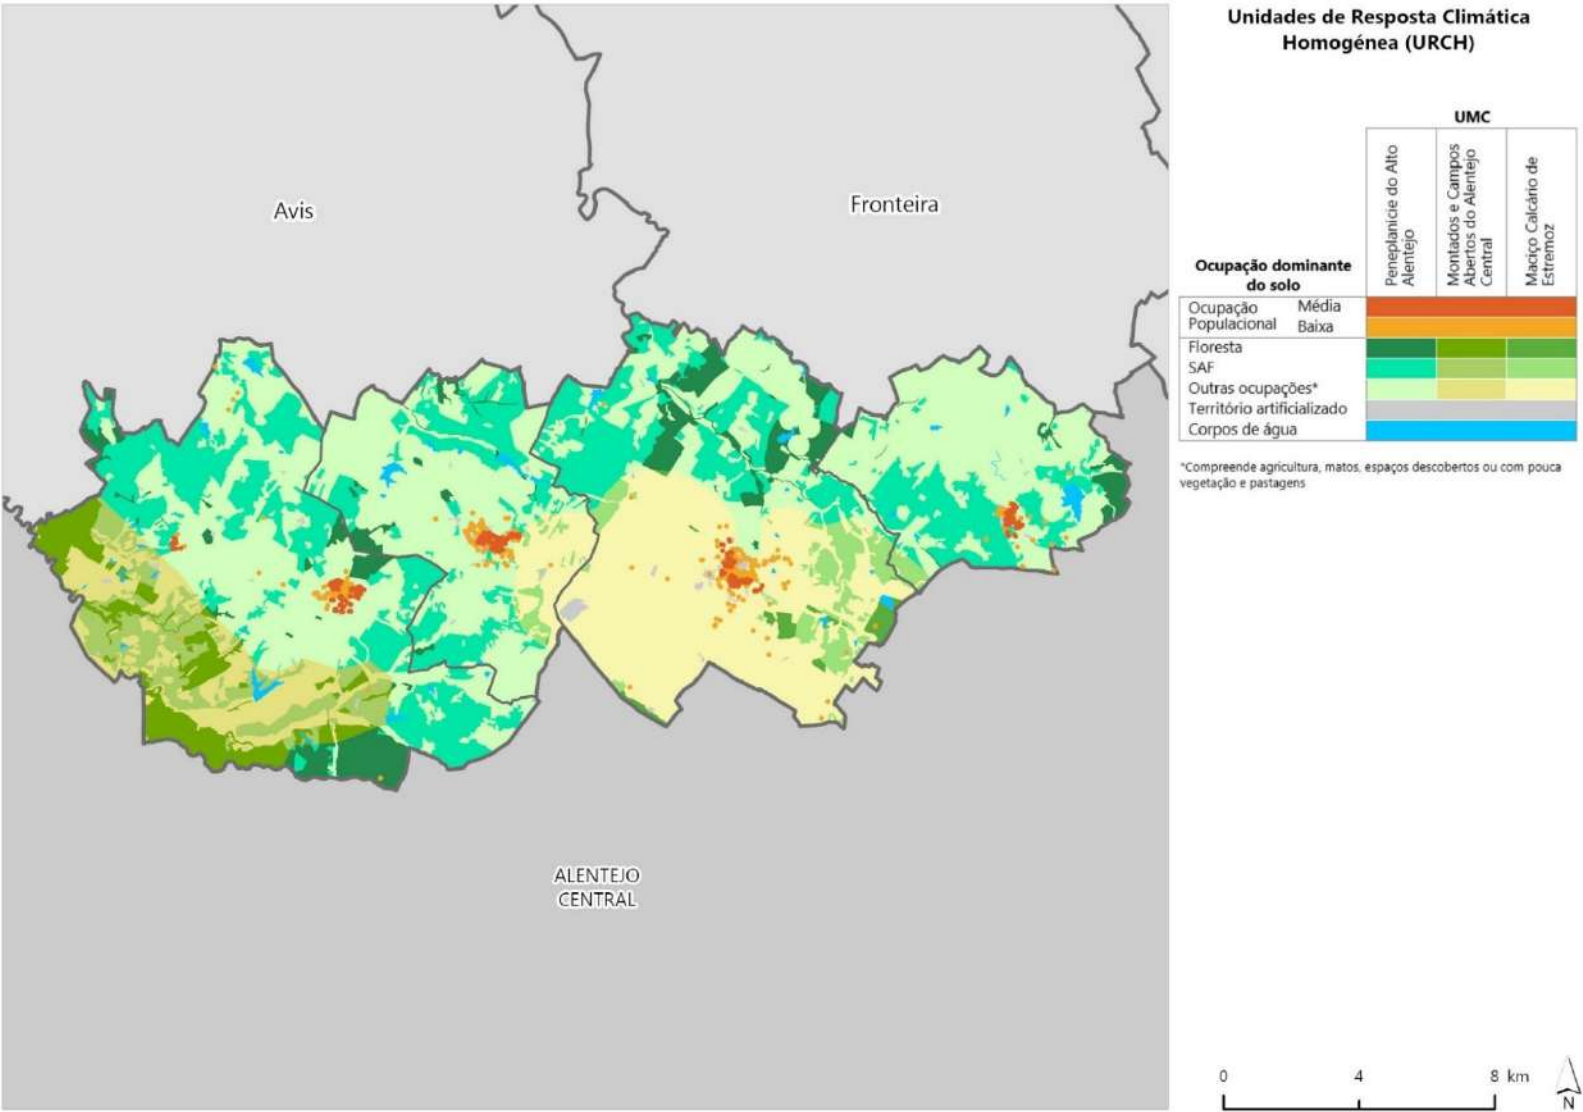 Unidades de Resposta Climática
Homogénea (URCH)
UMC
Peneplanície do Alto
Alentejo
Montados e Campos
Abertos do Alentejo
Central
Maciço Calcário de
Estremoz
Ocupação dominante
do solo
Ocupação Média
Populacional Baixa
Floresta
SAF
Outras ocupações*
Território artificializado
Corpos de água
*Compreende agricultura, matos, espaços descobertos ou com pouca
vegetação e pastagens
Avis
Fronteira
ALENTEJO
CENTRAL
0 4 8 km
N